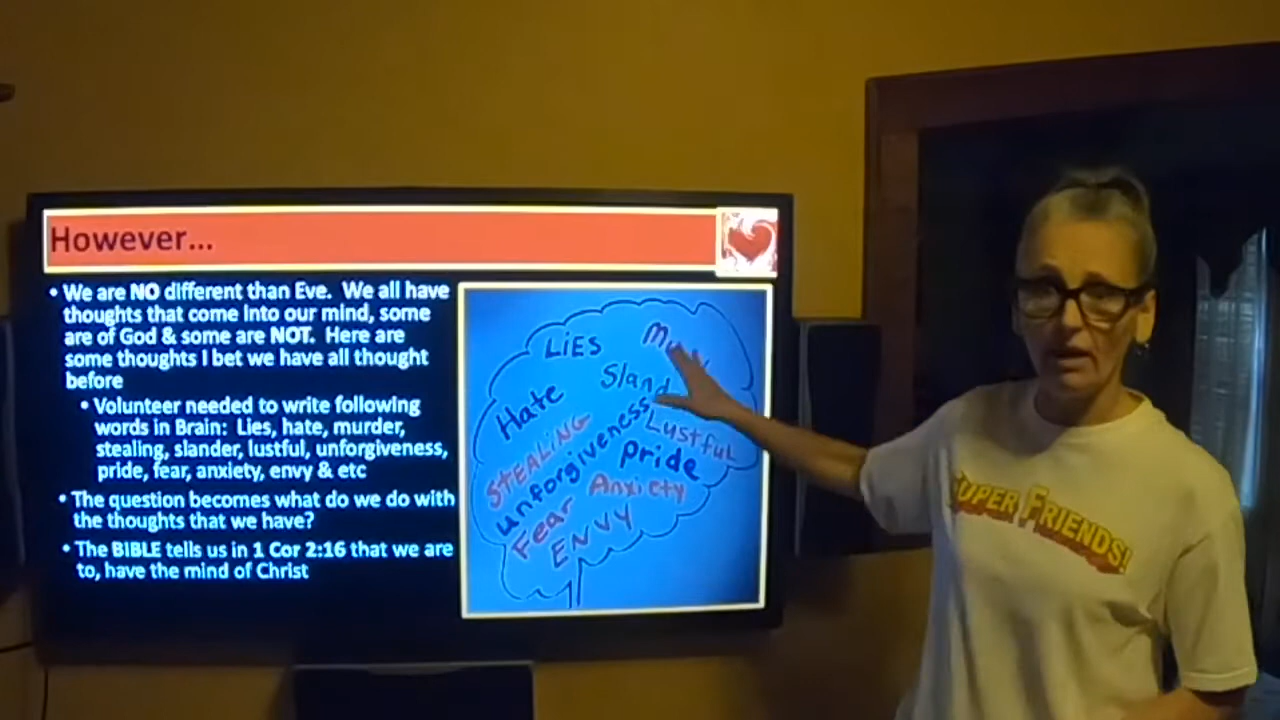 However...
• We are NO different than Eve. We all have
thoughts that come into our mind, some
are of God & some are NOT. Here are
some thoughts I bet we have all thought
before
• Volunteer needed to write following
words in Brain: Lies, hate, murder,
stealing, slander, lustful, unforgiveness,
pride, fear, anxiety, envy & etc
• The question becomes what do we do with
the thoughts that we have?
• The BIBLE tells us in 1 Cor 2:16 that we are
to, have the mind of Christ
LiES
Hate
STEALiNG
unforgiveness
Lustful
Pride
Anxiety
Fear
ENVY
SUPER FRIENDS!